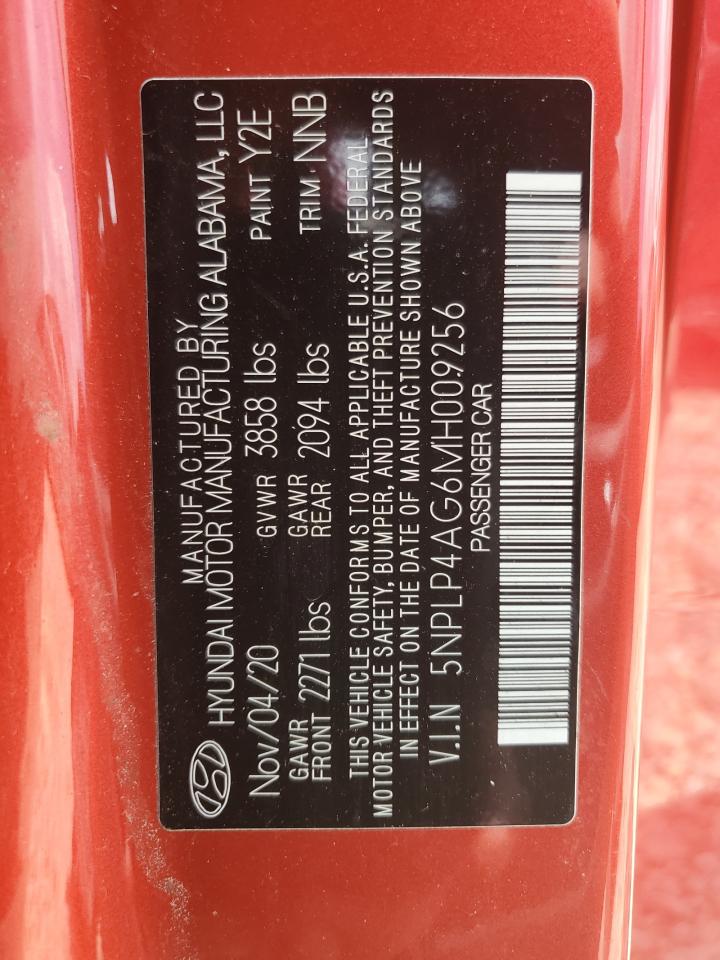 MANUFACTURED BY
HYUNDAI MOTOR MANUFACTURING ALABAMA, LLC
Nov/04/20 GVWR 3858 lbs PAINT Y2E
GAWR FRONT 2271 lbs GAWR REAR 2094 lbs TRIM NNB
THIS VEHICLE CONFORMS TO ALL APPLICABLE U.S.A. FEDERAL
MOTOR VEHICLE SAFETY, BUMPER, AND THEFT PREVENTION STANDARDS
IN EFFECT ON THE DATE OF MANUFACTURE SHOWN ABOVE
V.I.N 5NPLP4AG6MH009256
PASSENGER CAR